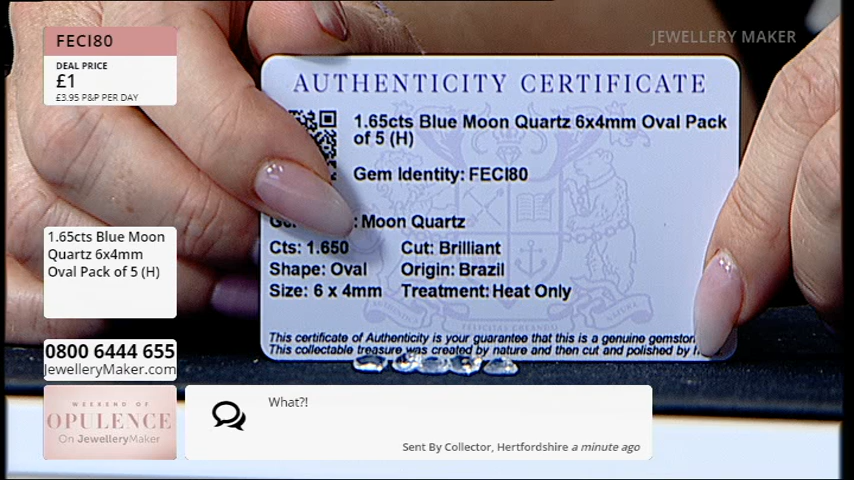 FECI80
DEAL PRICE
£1
£3.95 P&P PER DAY
JEWELLERY MAKER
AUTHENTICITY CERTIFICATE
1.65cts Blue Moon Quartz 6x4mm Oval Pack
of 5 (H)
Gem Identity: FECI80
: Moon Quartz
Cts: 1.650 Cut: Brilliant
Shape: Oval Origin: Brazil
Size: 6 x 4mm Treatment: Heat Only
This certificate of Authenticity is your guarantee that this is a genuine
This collectable treasure was created by nature and then cut and polished by
1.65cts Blue Moon
Quartz 6x4mm
Oval Pack of 5 (H)
0800 6444 655
JewelleryMaker.com
WEEKEND OF
OPULENCE
On JewelleryMaker
What?!
Sent By Collector, Hertfordshire a minute ago